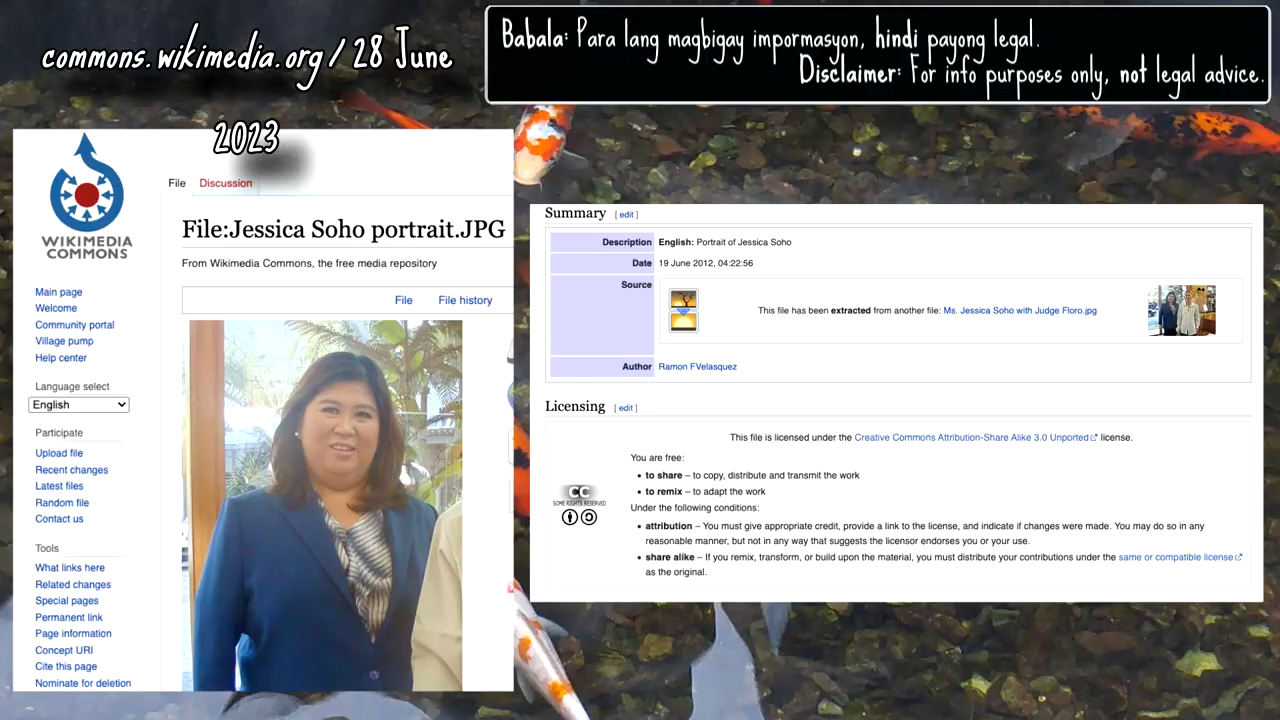 commons.wikimedia.org / 28 June
2023
Babala: Para lang magbigay impormasyon, hindi payong legal.
Disclaimer: For info purposes only, not legal advice.
WIKIMEDIA
COMMONS
Main page
Welcome
Community portal
Village pump
Help center
Language select
English
Participate
Upload file
Recent changes
Latest files
Random file
Contact us
Tools
What links here
Related changes
Special pages
Permanent link
Page information
Concept URI
Cite this page
Nominate for deletion
File Discussion
File:Jessica Soho portrait.JPG
From Wikimedia Commons, the free media repository
File File history
Summary [ edit ]
Description English: Portrait of Jessica Soho
Date 19 June 2012, 04:22:56
Source
This file has been extracted from another file: Ms. Jessica Soho with Judge Floro.jpg
Author Ramon FVelasquez
Licensing [ edit ]
This file is licensed under the Creative Commons Attribution-Share Alike 3.0 Unported license.
You are free:
• to share – to copy, distribute and transmit the work
• to remix – to adapt the work
Under the following conditions:
• attribution – You must give appropriate credit, provide a link to the license, and indicate if changes were made. You may do so in any
reasonable manner, but not in any way that suggests the licensor endorses you or your use.
• share alike – If you remix, transform, or build upon the material, you must distribute your contributions under the same or compatible license
as the original.
CC
SOME RIGHTS RESERVED